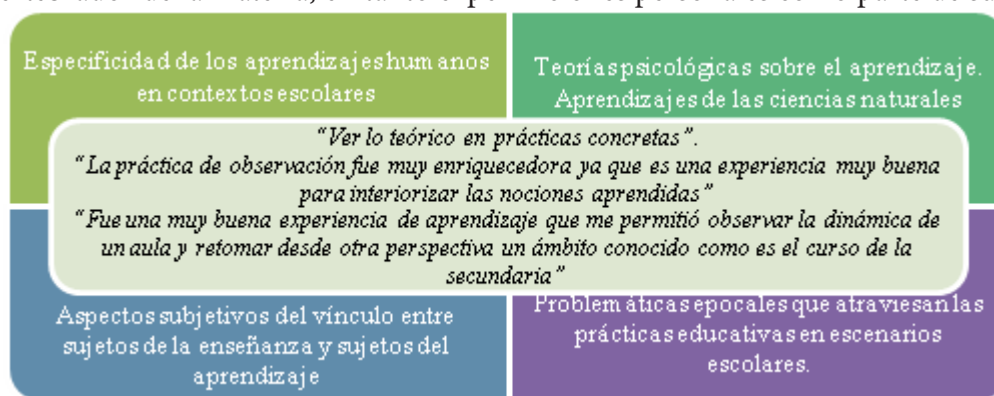 Especificidad de los aprendizajes humanos
en contextos escolares
Teorías psicológicas sobre el aprendizaje.
Aprendizajes de las ciencias naturales
“Ver lo teórico en prácticas concretas”.
“La práctica de observación fue muy enriquecedora ya que es una experiencia muy buena
para interiorizar las nociones aprendidas”
“Fue una muy buena experiencia de aprendizaje que me permitió observar la dinámica de
un aula y retomar desde otra perspectiva un ámbito conocido como es el curso de la
secundaria”
Aspectos subjetivos del vínculo entre
sujetos de la enseñanza y sujetos del
aprendizaje
Problemáticas epocales que atraviesan las
prácticas educativas en escenarios
escolares.